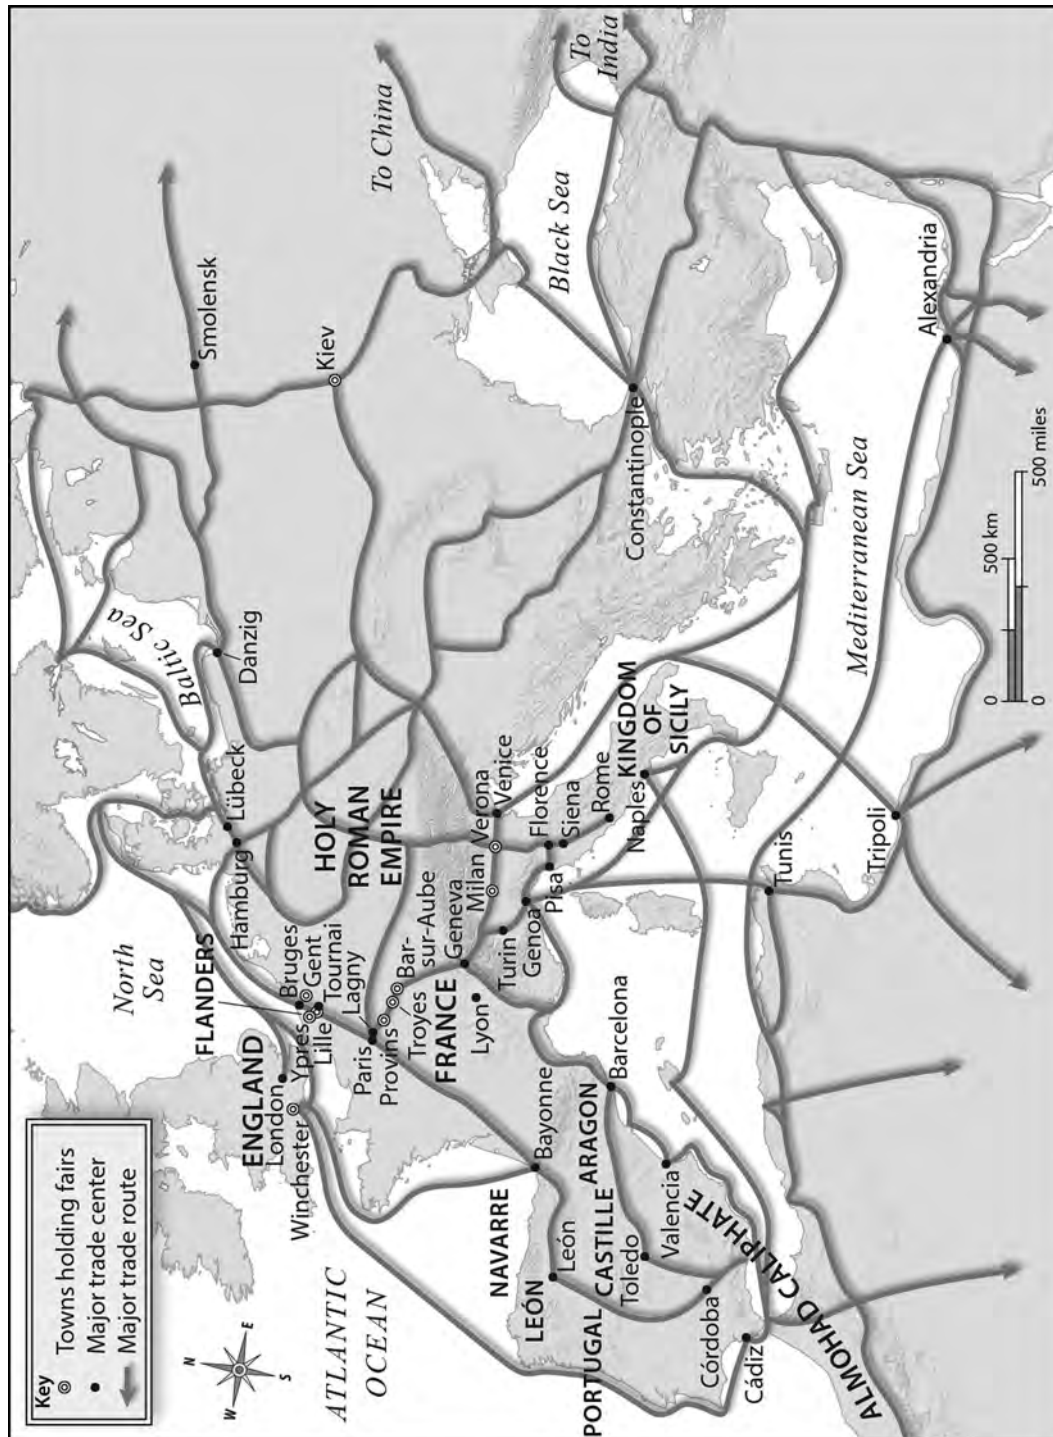 Key
Towns holding fairs
Major trade center
Major trade route
N
E
S
W
ATLANTIC
OCEAN
North
Sea
Baltic Sea
To China
To
India
Black Sea
Mediterranean Sea
ENGLAND
London
Winchester
FLANDERS
Bruges
Gent
Ypres
Tournai
Lille
Lagny
Paris
Provins
Troyes
Bar-
sur-Aube
FRANCE
Geneva
Lyon
Bayonne
Hamburg
Lübeck
Danzig
Smolensk
Kiev
HOLY
ROMAN
EMPIRE
Milan
Verona
Venice
Turin
Genoa
Pisa
Florence
Siena
Rome
Naples
KINGDOM
OF
SICILY
Constantinople
Alexandria
Tripoli
Tunis
NAVARRE
LEÓN
León
CASTILLE
ARAGON
Barcelona
Valencia
Toledo
PORTUGAL
Córdoba
Cádiz
ALMOHAD CALIPHATE
0
500 km
0
500 miles